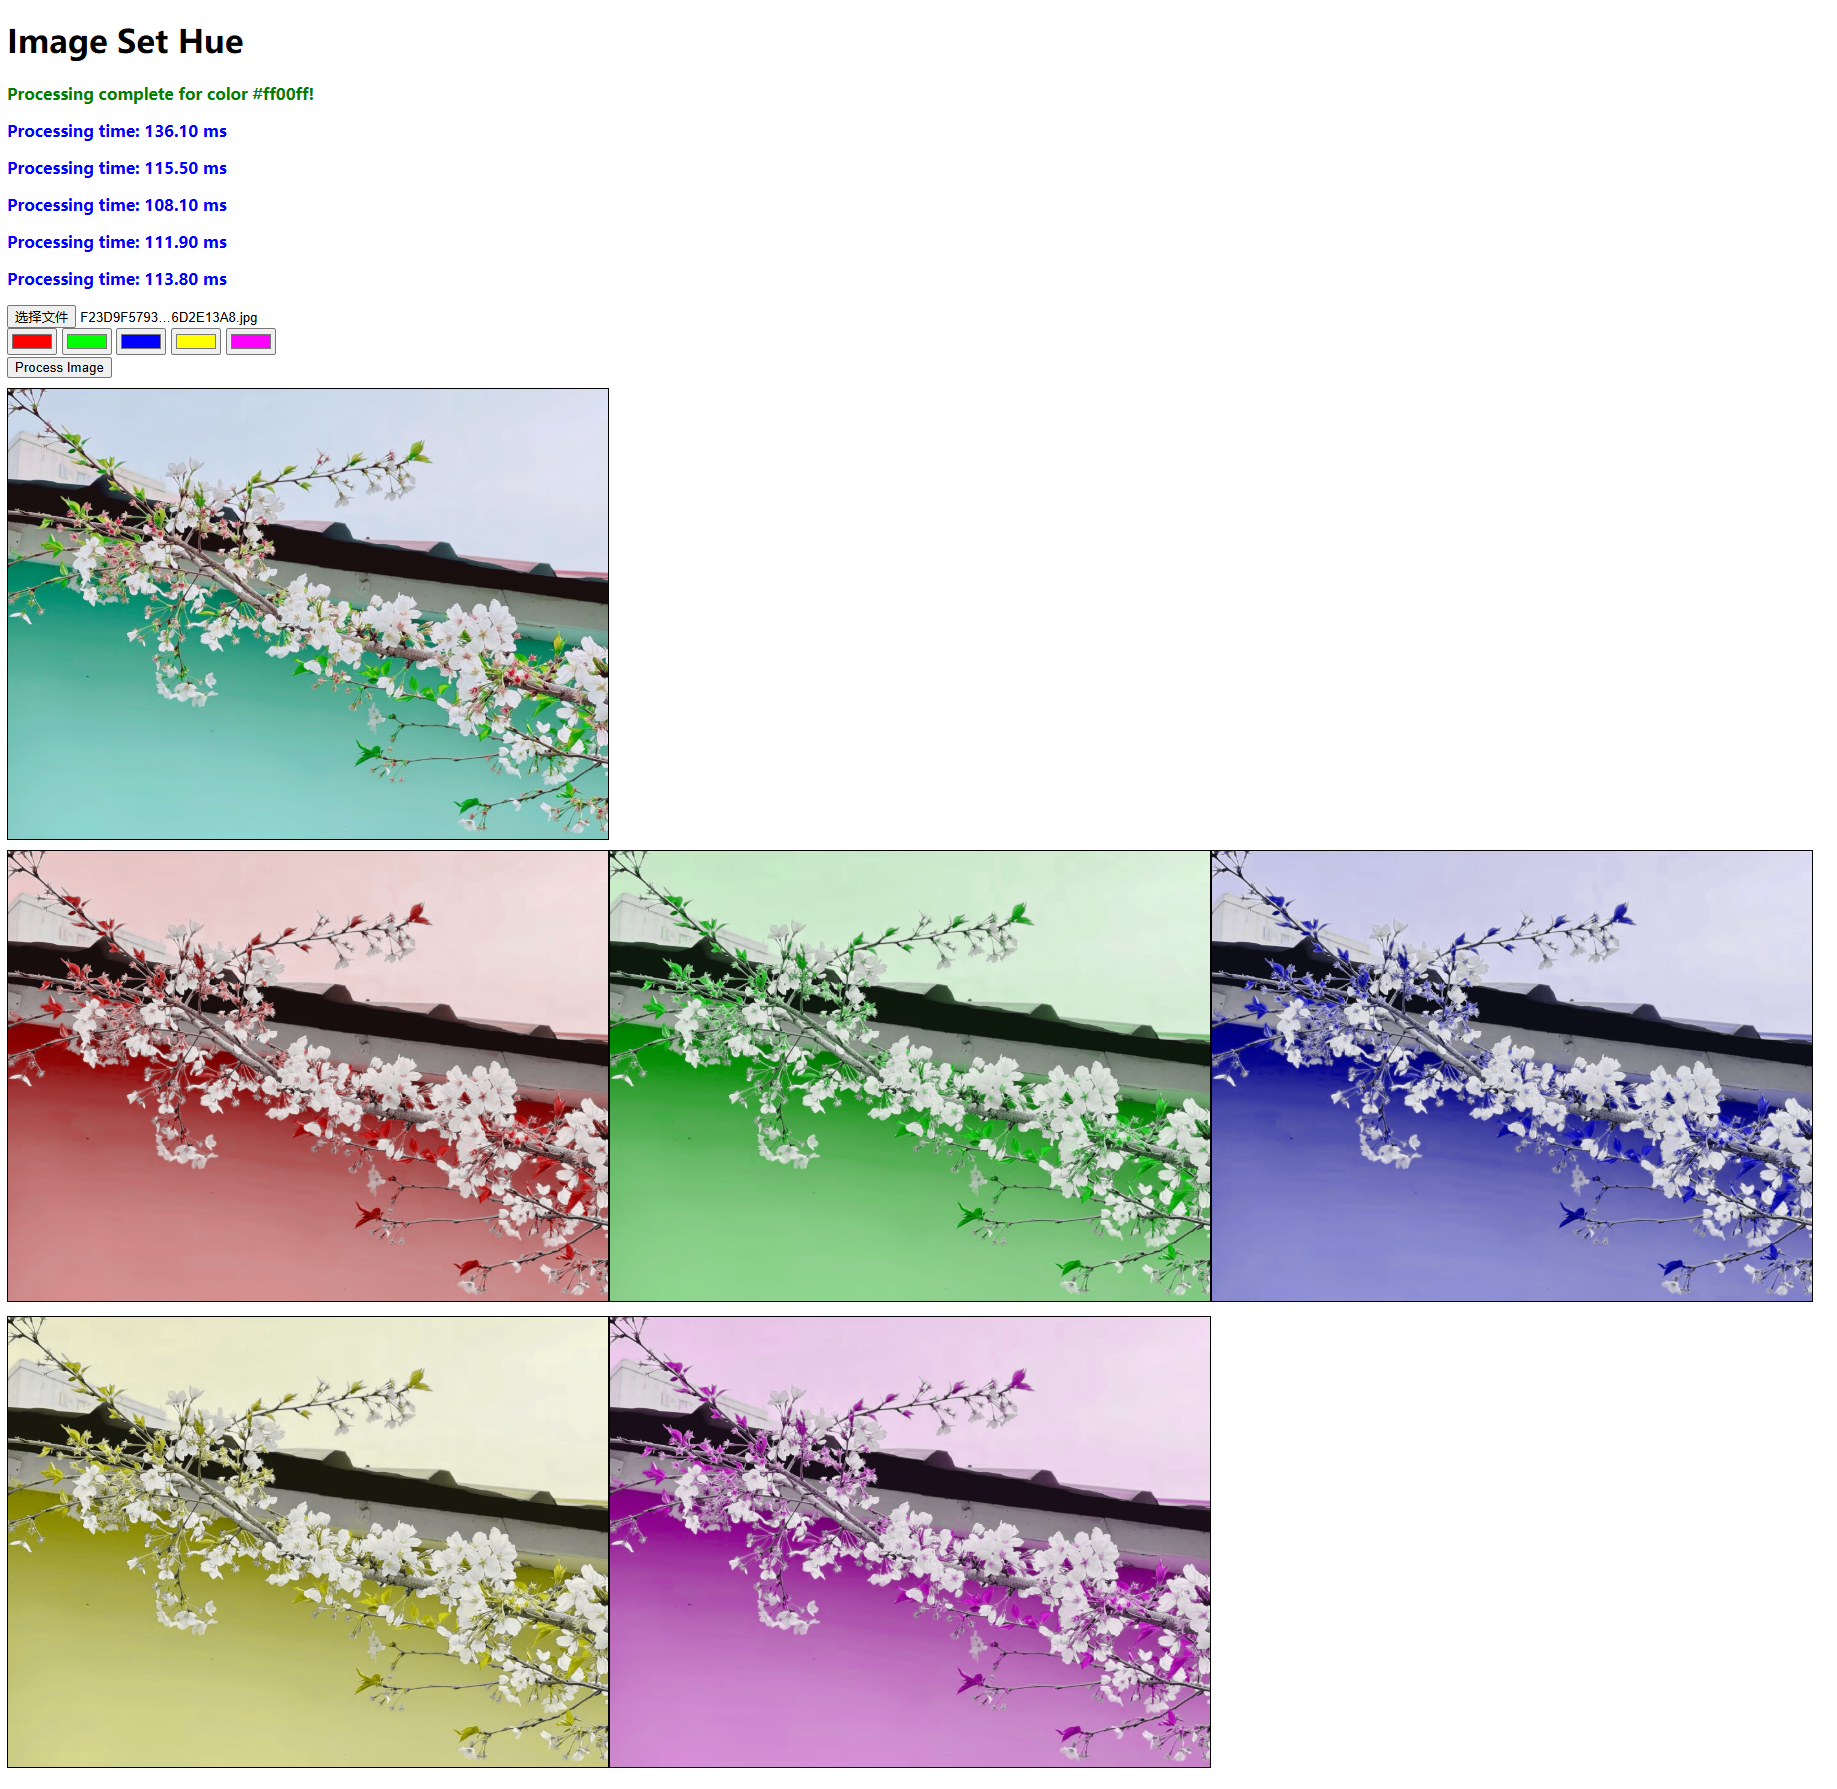 Image Set Hue
Processing complete for color #ff00ff!
Processing time: 136.10 ms
Processing time: 115.50 ms
Processing time: 108.10 ms
Processing time: 111.90 ms
Processing time: 113.80 ms
选择文件 F23D9F5793...6D2E13A8.jpg
Process Image